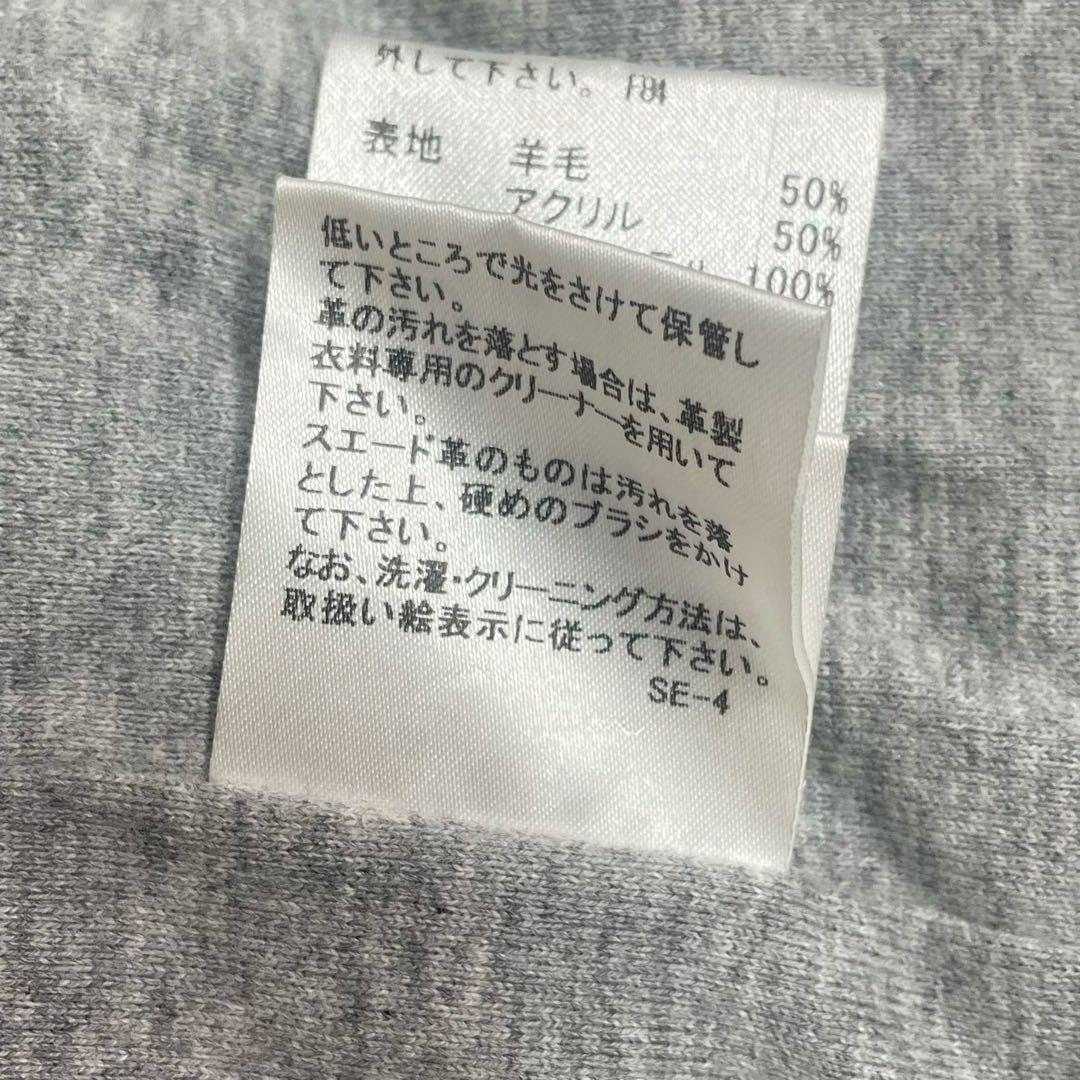 外して下さい。 F84
表地 羊毛 50%
アクリル 50%
100%
低いところで光をさけて保管し
て下さい。
革の汚れを落とす場合は、革製
衣料専用のクリーナーを用いて
下さい。
スエード革のものは汚れを落
とした上、硬めのブラシをかけ
て下さい。
なお、洗濯・クリーニング方法は、
取扱い絵表示に従って下さい。
SE-4